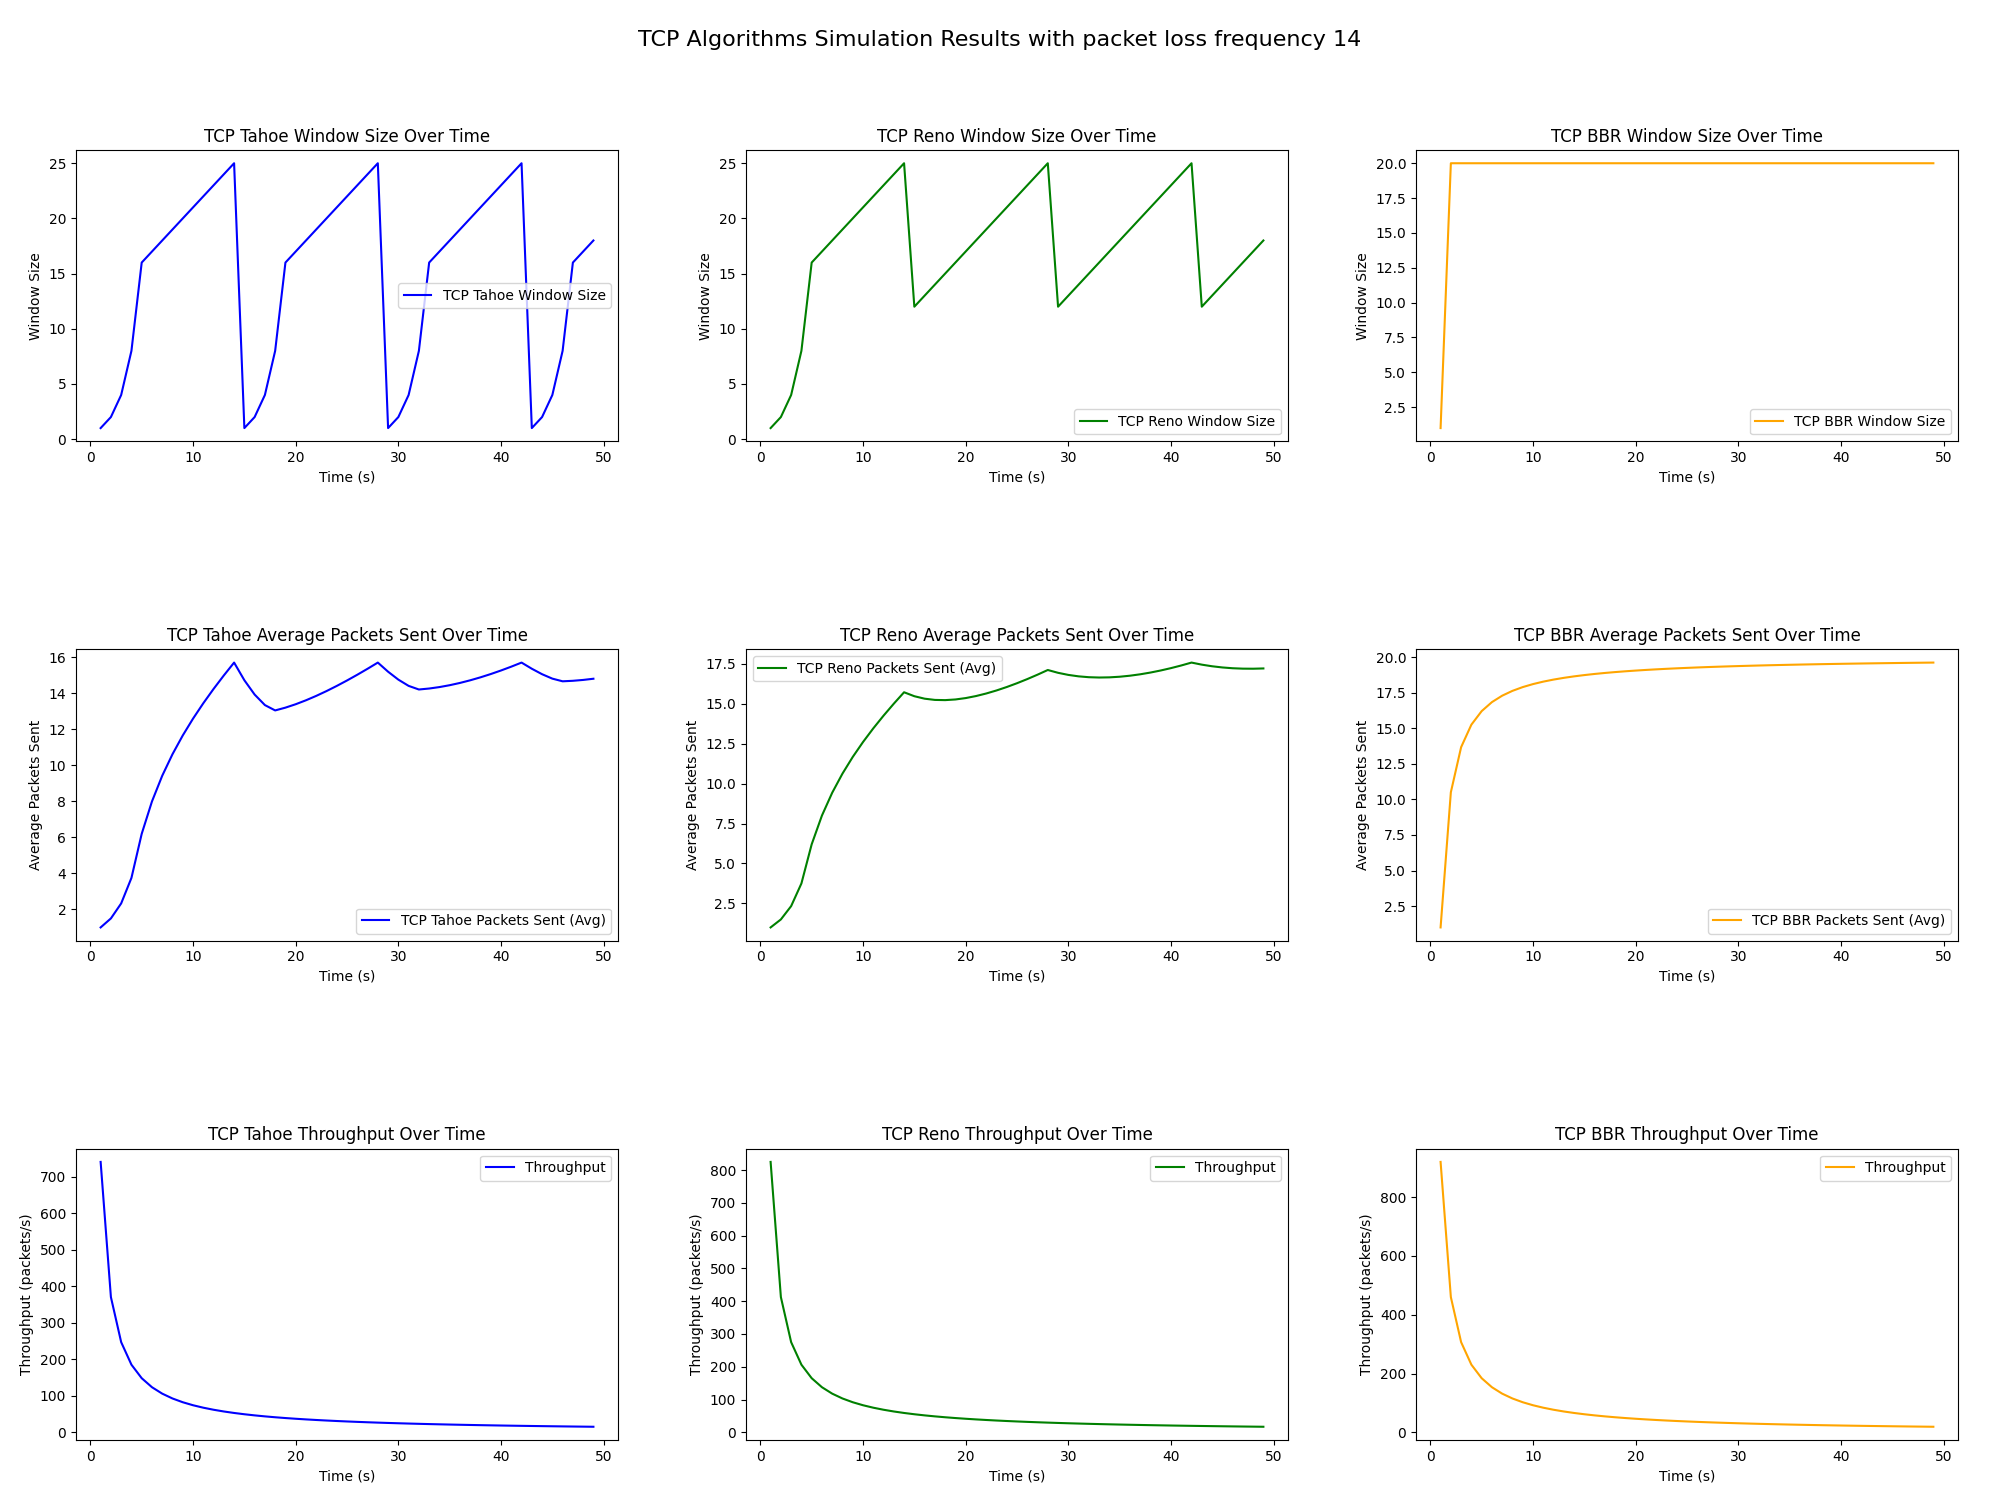 TCP Algorithms Simulation Results with packet loss frequency 14
TCP Tahoe Window Size Over Time
Window Size
25
20
15
10
5
0
TCP Tahoe Window Size
0 10 20 30 40 50
Time (s)
TCP Reno Window Size Over Time
Window Size
25
20
15
10
5
0
TCP Reno Window Size
0 10 20 30 40 50
Time (s)
TCP BBR Window Size Over Time
Window Size
20.0
17.5
15.0
12.5
10.0
7.5
5.0
2.5
TCP BBR Window Size
0 10 20 30 40 50
Time (s)
TCP Tahoe Average Packets Sent Over Time
Average Packets Sent
16
14
12
10
8
6
4
2
TCP Tahoe Packets Sent (Avg)
0 10 20 30 40 50
Time (s)
TCP Reno Average Packets Sent Over Time
Average Packets Sent
TCP Reno Packets Sent (Avg)
17.5
15.0
12.5
10.0
7.5
5.0
2.5
0 10 20 30 40 50
Time (s)
TCP BBR Average Packets Sent Over Time
Average Packets Sent
20.0
17.5
15.0
12.5
10.0
7.5
5.0
2.5
TCP BBR Packets Sent (Avg)
0 10 20 30 40 50
Time (s)
TCP Tahoe Throughput Over Time
Throughput (packets/s)
Throughput
700
600
500
400
300
200
100
0
0 10 20 30 40 50
Time (s)
TCP Reno Throughput Over Time
Throughput (packets/s)
Throughput
800
700
600
500
400
300
200
100
0
0 10 20 30 40 50
Time (s)
TCP BBR Throughput Over Time
Throughput (packets/s)
Throughput
800
600
400
200
0
0 10 20 30 40 50
Time (s)